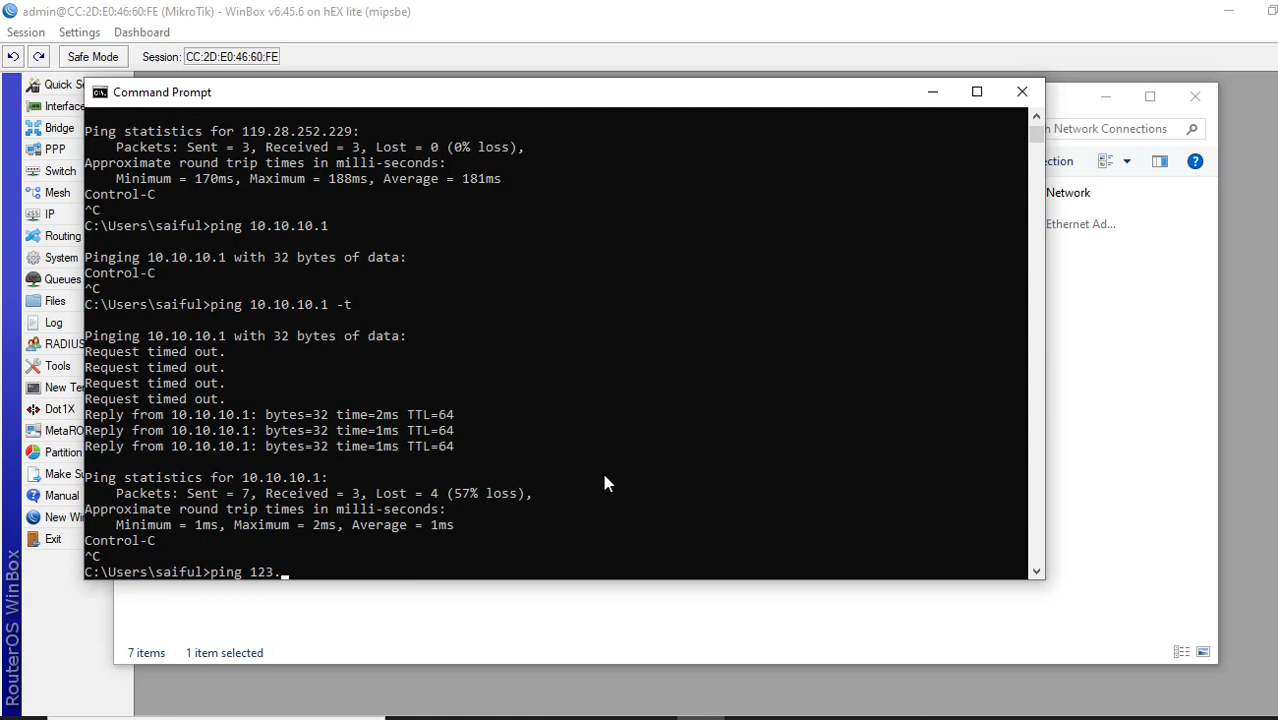 admin@CC:2D:E0:46:60:FE (MikroTik) - WinBox v6.45.6 on hEX lite (mipsbe)
Session Settings Dashboard
Safe Mode Session: CC:2D:E0:46:60:FE
Quick
Interface
Bridge
PPP
Switch
Mesh
IP
Routing
System
Queues
Files
Log
RADIUS
Tools
New
Dot1X
Partition
Make
Manual
New
Exit
RouterOS WinBox
Command Prompt
Ping statistics for 119.28.252.229:
Packets: Sent = 3, Received = 3, Lost = 0 (0% loss),
Approximate round trip times in milli-seconds:
Minimum = 170ms, Maximum = 188ms, Average = 181ms
Control-C
^C
C:\Users\saiful>ping 10.10.10.1
Pinging 10.10.10.1 with 32 bytes of data:
Control-C
^C
C:\Users\saiful>ping 10.10.10.1 -t
Pinging 10.10.10.1 with 32 bytes of data:
Request timed out.
Request timed out.
Request timed out.
Request timed out.
Reply from 10.10.10.1: bytes=32 time=2ms TTL=64
Reply from 10.10.10.1: bytes=32 time=1ms TTL=64
Reply from 10.10.10.1: bytes=32 time=1ms TTL=64
Ping statistics for 10.10.10.1:
Packets: Sent = 7, Received = 3, Lost = 4 (57% loss),
Approximate round trip times in milli-seconds:
Minimum = 1ms, Maximum = 2ms, Average = 1ms
Control-C
^C
C:\Users\saiful>ping 123.
Network Connections
Network
Ethernet Ad...
7 items 1 item selected